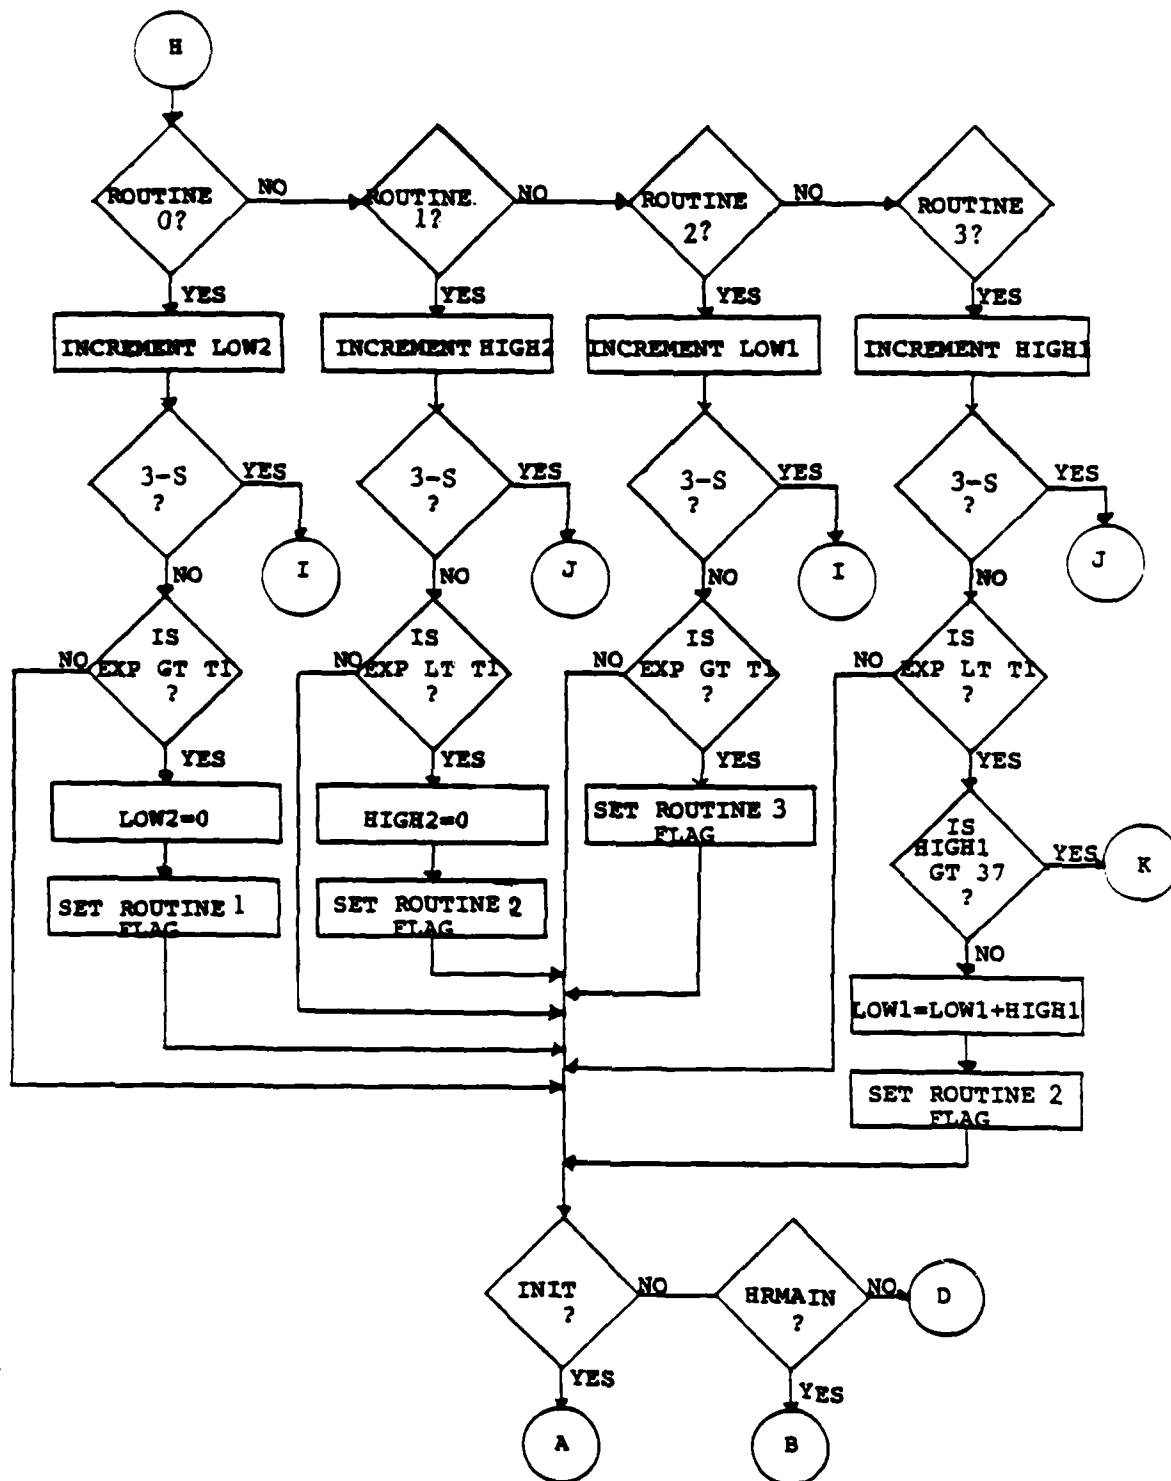 H
ROUTINE
0?
NO
ROUTINE.
1?
NO
ROUTINE
2?
NO
ROUTINE
3?
YES
YES
YES
YES
INCREMENT LOW2
INCREMENT HIGH2
INCREMENT LOW1
INCREMENT HIGH1
3-S
?
YES
I
3-S
?
YES
J
3-S
?
YES
I
3-S
?
YES
J
NO
NO
NO
NO
IS
EXP GT TI
?
NO
IS
EXP LT TI
?
NO
IS
EXP GT TI
?
NO
IS
EXP LT TI
?
NO
YES
YES
YES
YES
LOW2=0
HIGH2=0
SET ROUTINE 3
FLAG
IS
HIGH1
GT 37
?
YES
K
SET ROUTINE 1
FLAG
SET ROUTINE 2
FLAG
NO
LOW1=LOW1+HIGH1
SET ROUTINE 2
FLAG
INIT
?
NO
HRMAIN
?
NO
D
YES
YES
A
B